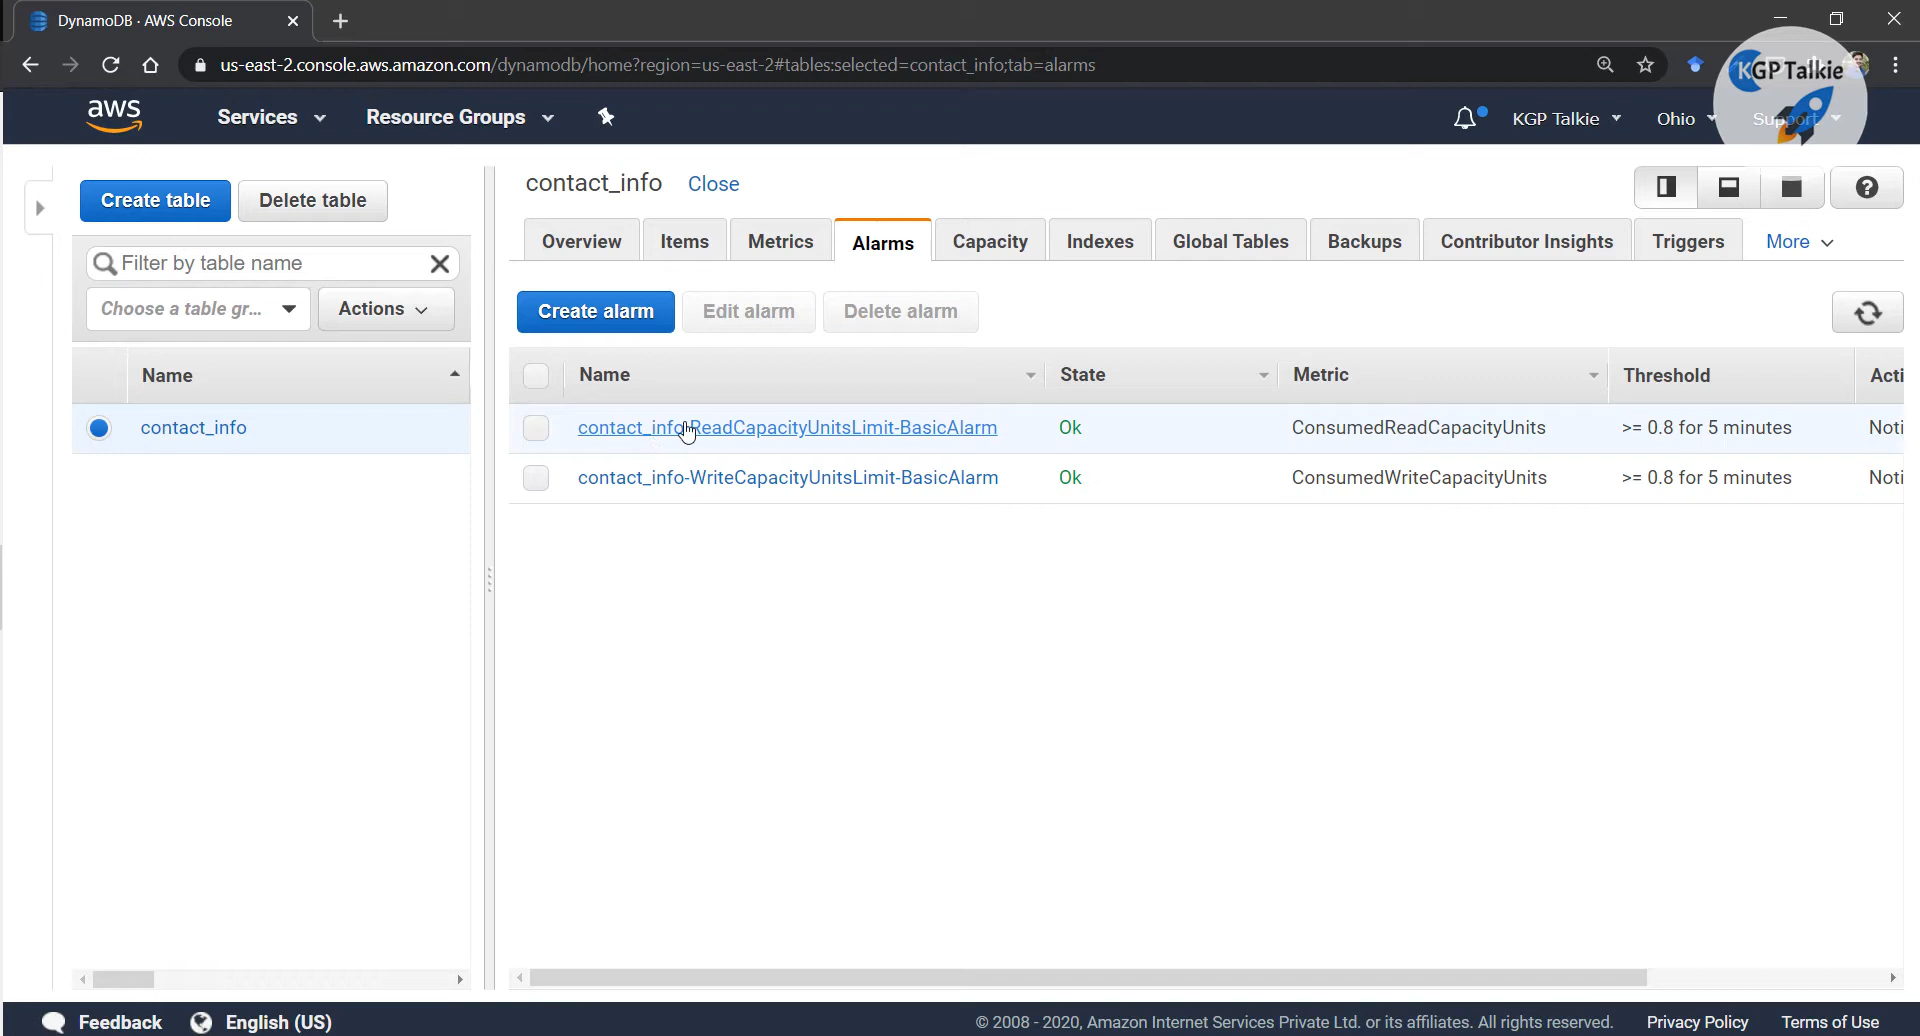 DynamoDB · AWS Console
us-east-2.console.aws.amazon.com/dynamodb/home?region=us-east-2#tables:selected=contact_info;tab=alarms
KGPTalkie
aws
Services
Resource Groups
KGP Talkie
Ohio
Support
Create table
Delete table
contact_info
Close
Overview
Items
Metrics
Alarms
Capacity
Indexes
Global Tables
Backups
Contributor Insights
Triggers
More
Filter by table name
Choose a table gr...
Actions
Create alarm
Edit alarm
Delete alarm
Name
Name State Metric Threshold Acti
contact_info
contact_info-ReadCapacityUnitsLimit-BasicAlarm Ok ConsumedReadCapacityUnits >= 0.8 for 5 minutes Noti
contact_info-WriteCapacityUnitsLimit-BasicAlarm Ok ConsumedWriteCapacityUnits >= 0.8 for 5 minutes Noti
Feedback
English (US)
© 2008 - 2020, Amazon Internet Services Private Ltd. or its affiliates. All rights reserved.
Privacy Policy
Terms of Use